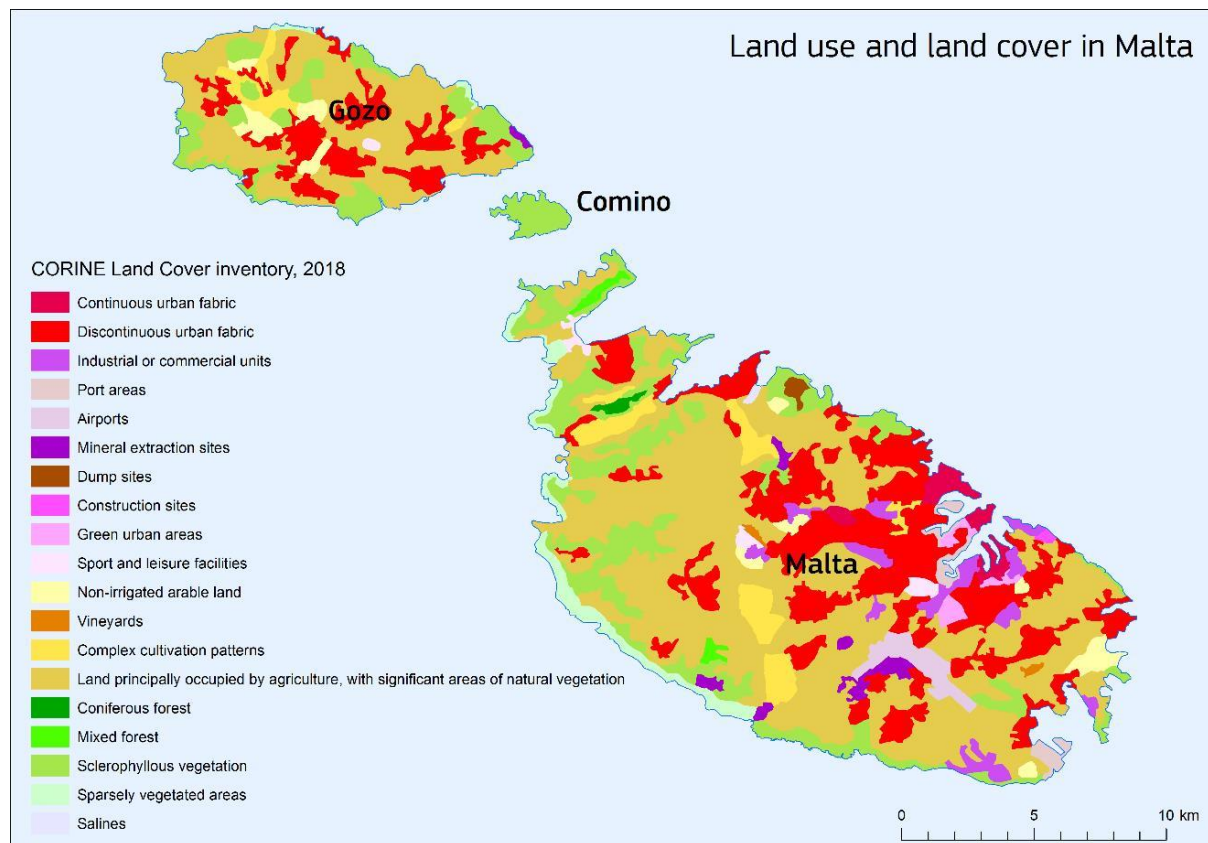 Land use and land cover in Malta
Gozo
Comino
CORINE Land Cover inventory, 2018
Continuous urban fabric
Discontinuous urban fabric
Industrial or commercial units
Port areas
Airports
Mineral extraction sites
Dump sites
Construction sites
Green urban areas
Sport and leisure facilities
Malta
Non-irrigated arable land
Vineyards
Complex cultivation patterns
Land principally occupied by agriculture, with significant areas of natural vegetation
Coniferous forest
Mixed forest
Sclerophyllous vegetation
Sparsely vegetated areas
Salines
0 5 10 km